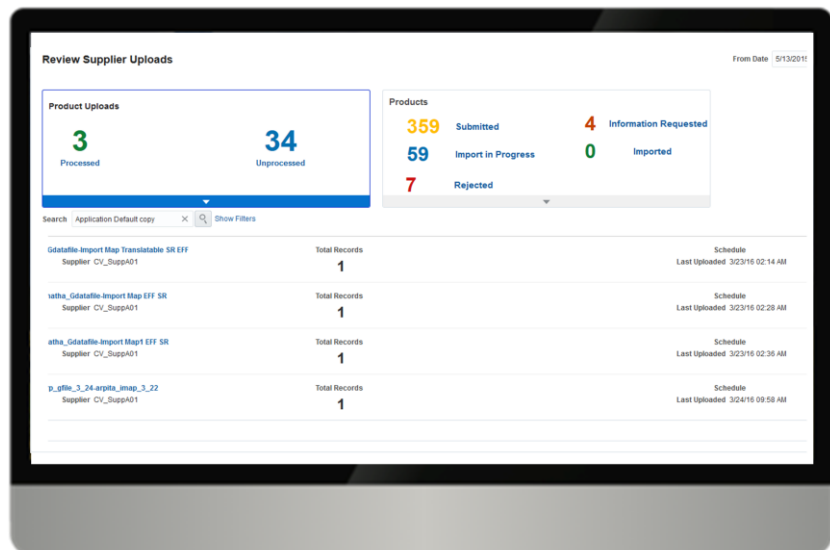 Review Supplier Uploads
From Date 5/13/2015
Product Uploads
3
Processed
34
Unprocessed
Products
359 Submitted
4 Information Requested
59 Import in Progress
0 Imported
7 Rejected
Search Application Default copy Show Filters
Gdatafile-Import Map Translatable SR EFF
Supplier CV_SuppA01
Total Records
1
Schedule
Last Uploaded 3/23/16 02:14 AM
atha_Gdatafile-Import Map EFF SR
Supplier CV_SuppA01
Total Records
1
Schedule
Last Uploaded 3/23/16 02:28 AM
atha_Gdatafile-Import Map1 EFF SR
Supplier CV_SuppA01
Total Records
1
Schedule
Last Uploaded 3/23/16 02:36 AM
p_gfile_3_24-arpita_imap_3_22
Supplier CV_SuppA01
Total Records
1
Schedule
Last Uploaded 3/24/16 09:58 AM